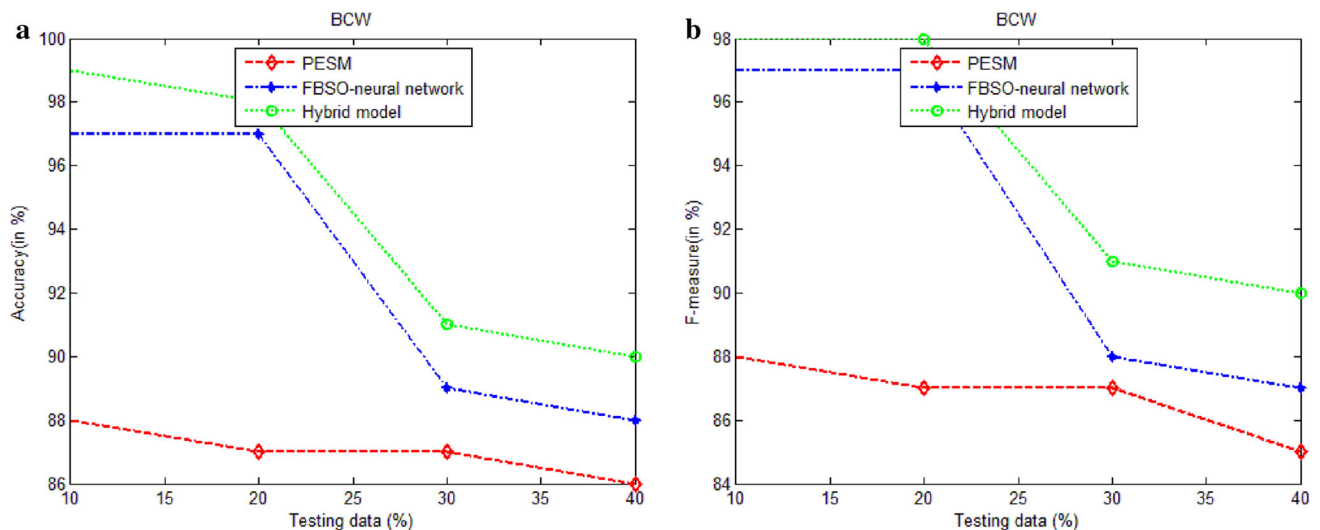 a
BCW
100
98
96
94
92
90
88
86
Accuracy(in %)
PESM
FBSO-neural network
Hybrid model
10
15
20
25
30
35
40
Testing data (%)
b
BCW
98
96
94
92
90
88
86
84
F-measure(in %)
PESM
FBSO-neural network
Hybrid model
10
15
20
25
30
35
40
Testing data (%)